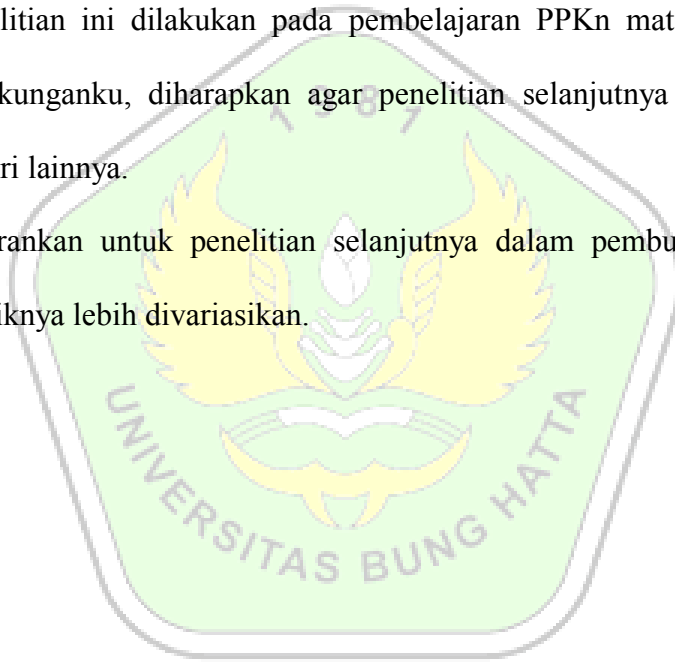 litian ini dilakukan pada pembelajaran PPKn mat
kunganku, diharapkan agar penelitian selanjutnya
1981
ri lainnya.
rankan untuk penelitian selanjutnya dalam pembu
iknya lebih divariasikan.
UNIVERSITAS BUNG HATTA